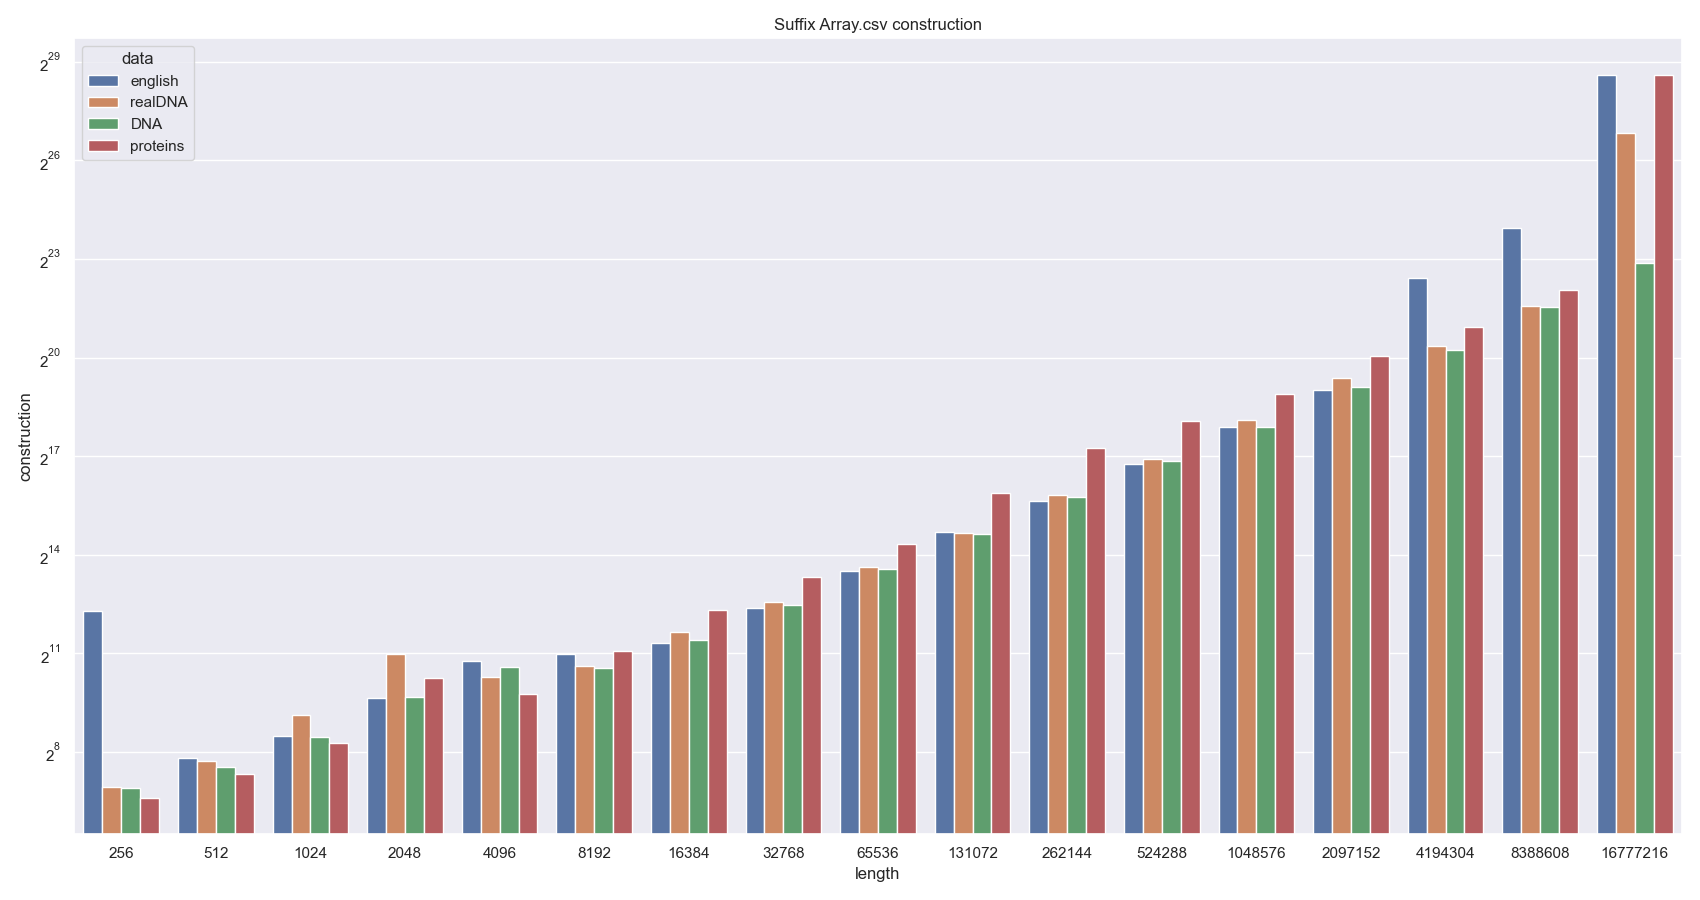 Suffix Array.csv construction
data
english
realDNA
DNA
proteins
2^29
2^26
2^23
2^20
2^17
2^14
2^11
2^8
construction
256 512 1024 2048 4096 8192 16384 32768 65536 131072 262144 524288 1048576 2097152 4194304 8388608 16777216
length